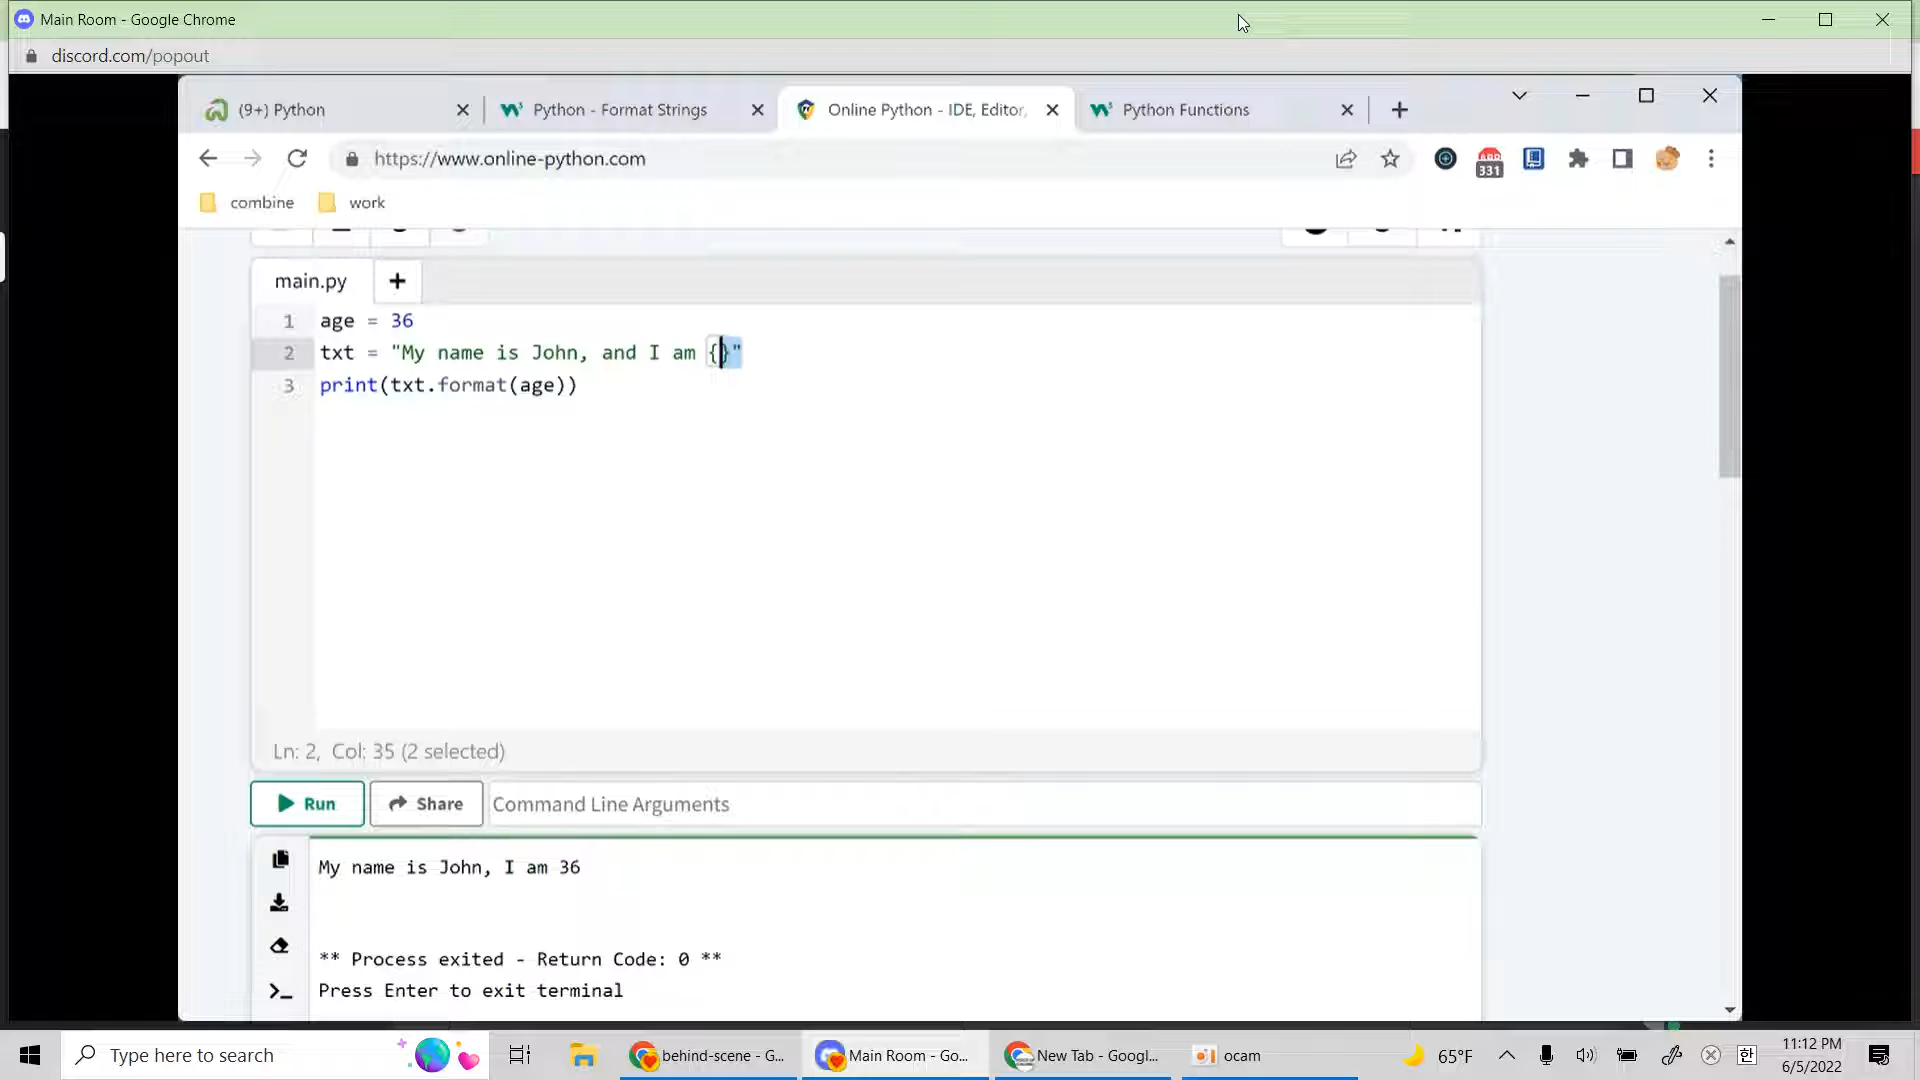 Main Room - Google Chrome
discord.com/popout
(9+) Python
Python - Format Strings
Online Python - IDE, Editor,
Python Functions
https://www.online-python.com
331
combine
work
main.py
1 age = 36
2 txt = "My name is John, and I am {}"
3 print(txt.format(age))
Ln: 2, Col: 35 (2 selected)
Run
Share
Command Line Arguments
My name is John, I am 36
** Process exited - Return Code: 0 **
Press Enter to exit terminal
Type here to search
behind-scene - G...
Main Room - Go...
New Tab - Googl...
ocam
65°F
한
11:12 PM
6/5/2022